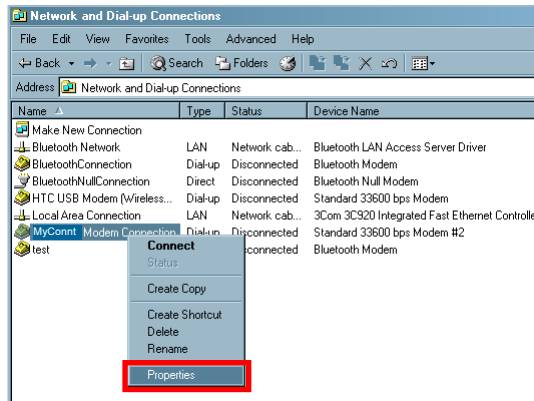 Network and Dial-up Connections
File Edit View Favorites Tools Advanced Help
Back Search Folders
Address Network and Dial-up Connections
Name Type Status Device Name
Make New Connection
Bluetooth Network LAN Network cab... Bluetooth LAN Access Server Driver
BluetoothConnection Dial-up Disconnected Bluetooth Modem
BluetoothNullConnection Direct Disconnected Bluetooth Null Modem
HTC USB Modem (Wireless... Dial-up Disconnected Standard 33600 bps Modem
Local Area Connection LAN Network cab... 3Com 3C920 Integrated Fast Ethernet Controlle
MyConnt Modem Connection Dial-up Disconnected Standard 33600 bps Modem #2
test Bluetooth Modem
Connect
Status
Create Copy
Create Shortcut
Delete
Rename
Properties